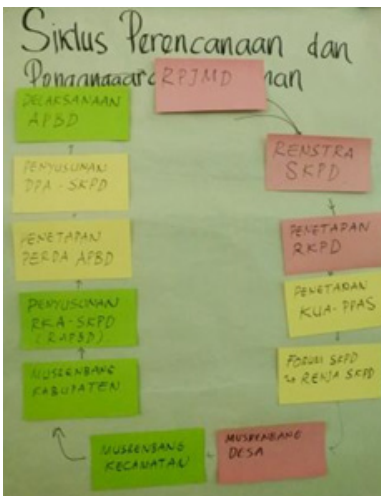 Siklus Perencanaan dan
RPJMD
RENSTRA
SKPD
PENETAPAN
RKPD
PENETAPAN
KUA-PPAS
FORUM SKPD
RENJA SKPD
MUSRENBANG
DESA
MUSRENBANG
KECAMATAN
MUSRENBANG
KABUPATEN
PENYUSUNAN
RKA-SKPD
(RAPBD)
PENETAPAN
PERDA APBD
PENYUSUNAN
DPA-SKPD
PELAKSANAAN
APBD